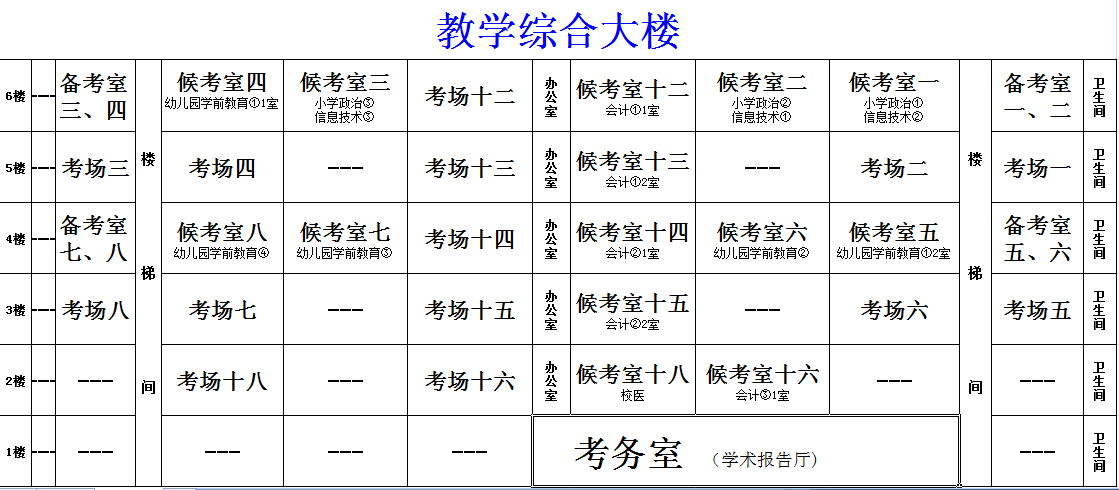 教学综合大楼
6楼 --- 备考室三、四 楼梯间 候考室四 幼儿园学前教育①1室 候考室三 小学政治③ 信息技术③ 考场十二 办公室 候考室十二 会计①1室 候考室二 小学政治② 信息技术① 候考室一 小学政治① 信息技术② 楼梯间 备考室一、二 卫生间
5楼 --- 考场三 考场四 --- 考场十三 办公室 候考室十三 会计①2室 --- 考场二 考场一 卫生间
4楼 --- 备考室七、八 候考室八 幼儿园学前教育④ 候考室七 幼儿园学前教育③ 考场十四 办公室 候考室十四 会计②1室 候考室六 幼儿园学前教育② 候考室五 幼儿园学前教育①2室 备考室五、六 卫生间
3楼 --- 考场八 考场七 --- 考场十五 办公室 候考室十五 会计②2室 --- 考场六 考场五 卫生间
2楼 --- --- 考场十八 --- 考场十六 办公室 候考室十八 校医 候考室十六 会计③1室 --- --- 卫生间
1楼 --- --- --- --- --- 考务室 （学术报告厅） --- 卫生间